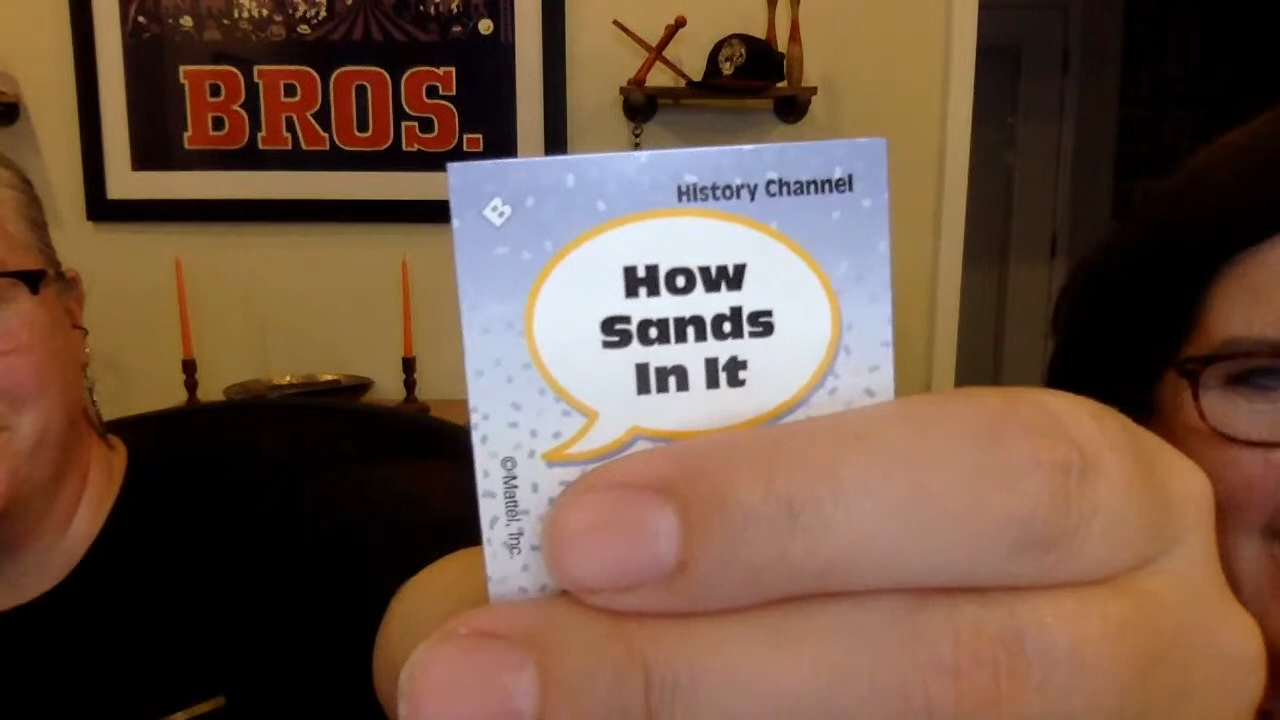 BROS.
History Channel
B
How
Sands
In It
©Mattel, Inc.